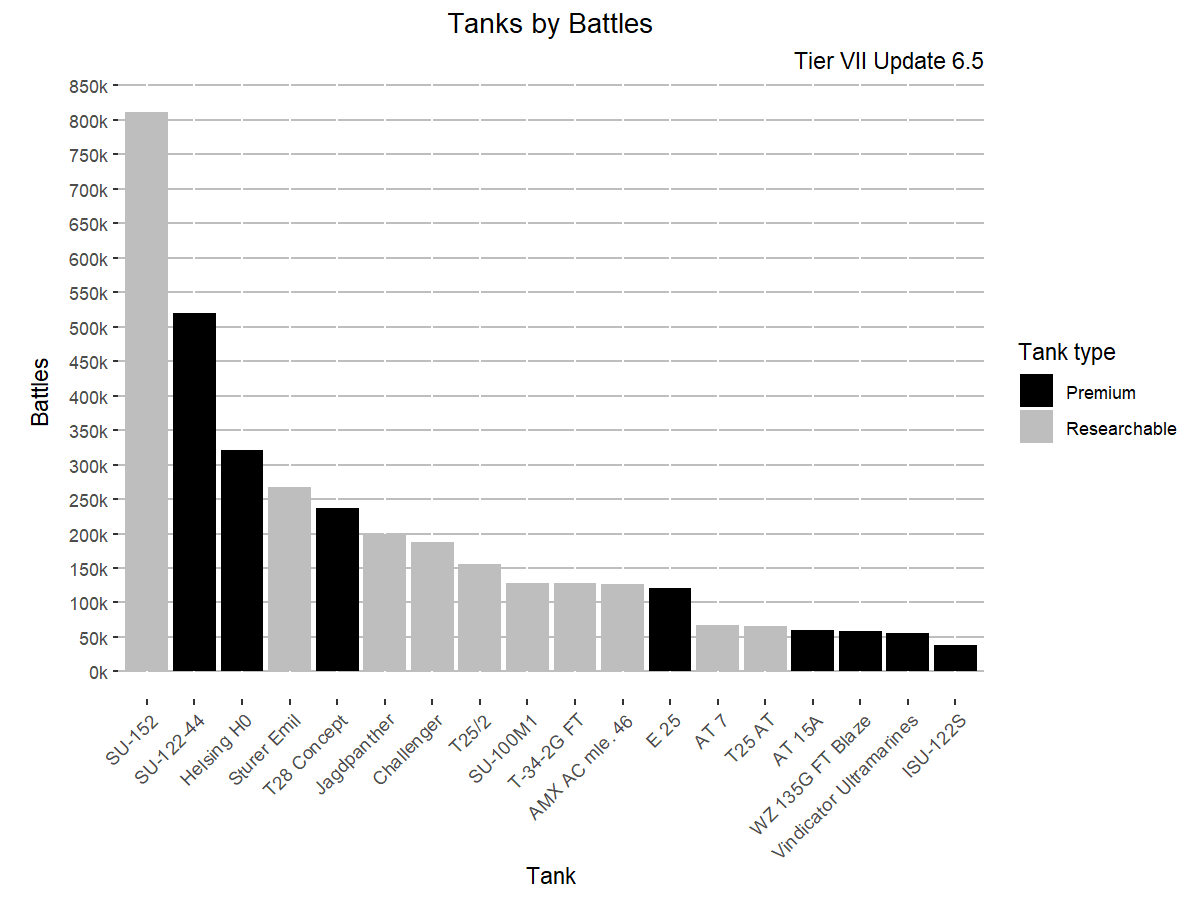 Tanks by Battles
Tier VII Update 6.5
850k
800k
750k
700k
650k
600k
550k
500k
450k
400k
350k
300k
250k
200k
150k
100k
50k
0k
Battles
SU-152
SU-122-44
Helsing H0
Sturer Emil
T28 Concept
Jagdpanther
Challenger
T25/2
SU-100M1
T-34-2G FT
AMX AC mle. 46
E 25
AT 7
T25 AT
AT 15A
WZ 135G FT Blaze
Vindicator Ultramarines
ISU-122S
Tank
Tank type
Premium
Researchable